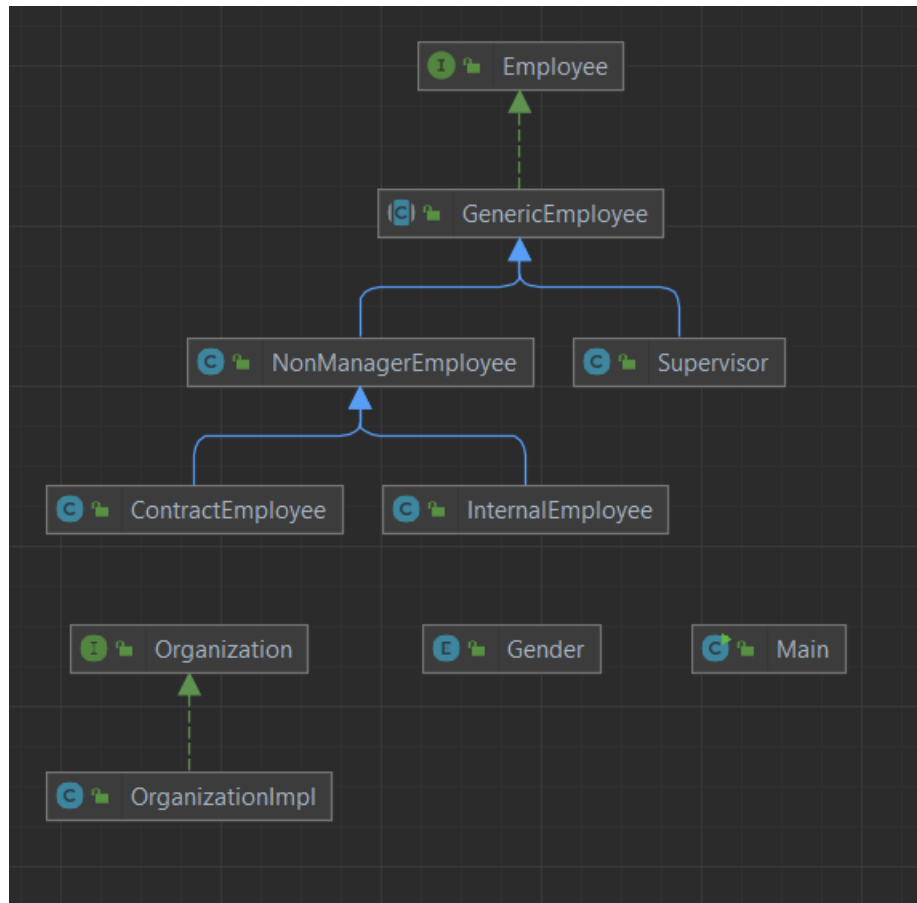 I Employee
C GenericEmployee
C NonManagerEmployee
C Supervisor
C ContractEmployee
C InternalEmployee
I Organization
E Gender
C Main
C OrganizationImpl